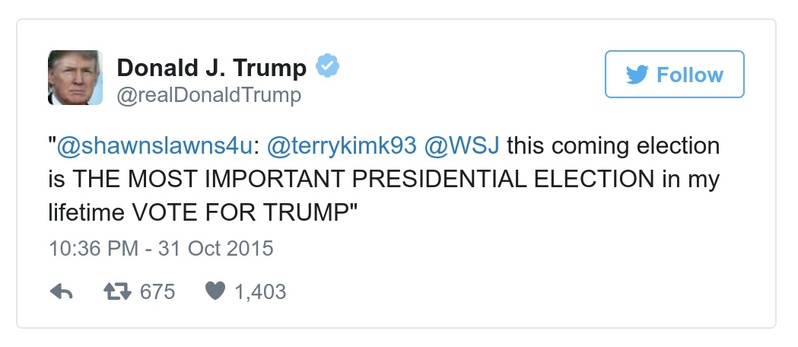 Donald J. Trump
@realDonaldTrump
Follow
"@shawnslawns4u: @terrykimk93 @WSJ this coming election
is THE MOST IMPORTANT PRESIDENTIAL ELECTION in my
lifetime VOTE FOR TRUMP"
10:36 PM - 31 Oct 2015
675 1,403